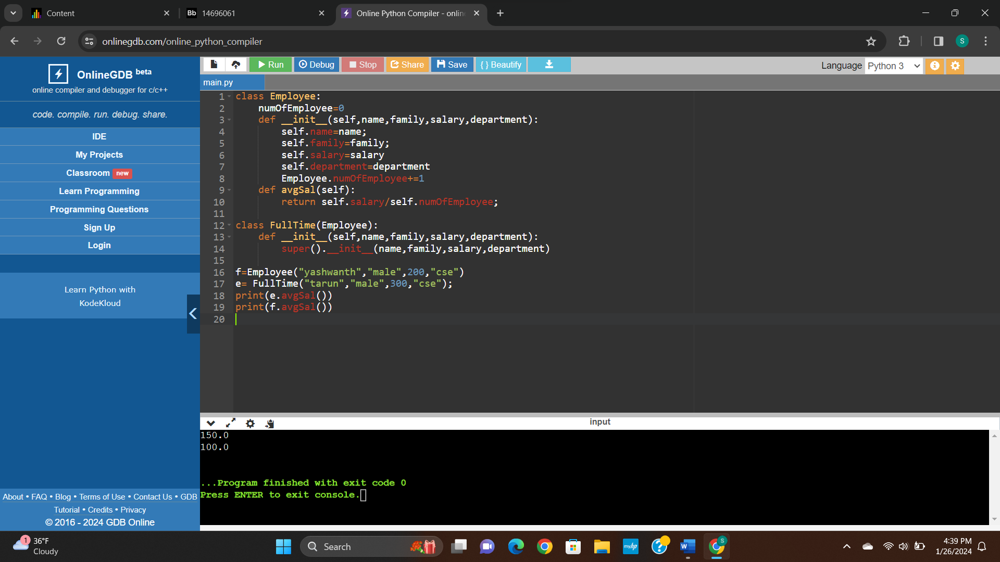 Content
14696061
Online Python Compiler - onlin
onlinegdb.com/online_python_compiler
S
OnlineGDB beta
online compiler and debugger for c/c++
code. compile. run. debug. share.
IDE
My Projects
Classroom new
Learn Programming
Programming Questions
Sign Up
Login
Learn Python with
KodeKloud
About • FAQ • Blog • Terms of Use • Contact Us • GDB
Tutorial • Credits • Privacy
© 2016 - 2024 GDB Online
Run Debug Stop Share Save { } Beautify
Language Python 3
main.py
1 class Employee:
2     numOfEmployee=0
3     def __init__(self,name,family,salary,department):
4         self.name=name;
5         self.family=family;
6         self.salary=salary
7         self.department=department
8         Employee.numOfEmployee+=1
9     def avgSal(self):
10         return self.salary/self.numOfEmployee;
11
12 class FullTime(Employee):
13     def __init__(self,name,family,salary,department):
14         super().__init__(name,family,salary,department)
15
16 f=Employee("yashwanth","male",200,"cse")
17 e= FullTime("tarun","male",300,"cse");
18 print(e.avgSal())
19 print(f.avgSal())
20
input
150.0
100.0
...Program finished with exit code 0
Press ENTER to exit console.
1
36°F
Cloudy
Search
myhp
W
S
4:39 PM
1/26/2024
Bb